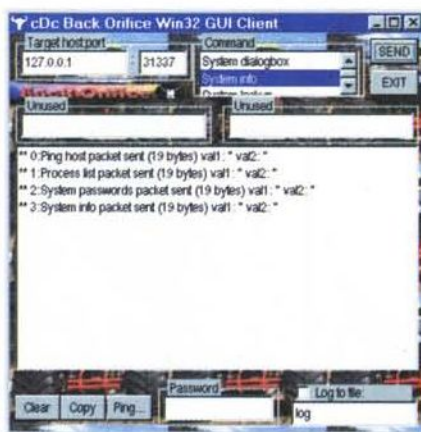 cDc Back Orifice Win32 GUI Client
Target host:port
127.0.0.1 : 31337
Command
System dialogbox
System info
Custom lookup
SEND
EXIT
Unused
Unused
** 0:Ping host packet sent (19 bytes) val1: '' val2: ''
** 1:Process list packet sent (19 bytes) val1: '' val2: ''
** 2:System passwords packet sent (19 bytes) val1: '' val2: ''
** 3:System info packet sent (19 bytes) val1: '' val2: ''
Clear
Copy
Ping...
Password
Log to file:
log